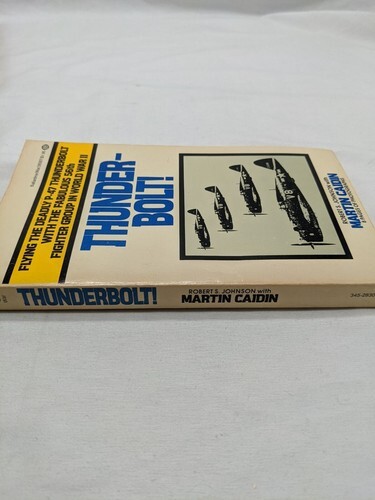 FLYING THE DEADLY P-47 THUNDERBOLT
WITH THE FABULOUS 56th
FIGHTER GROUP IN WORLD WAR II
THUNDER-
BOLT!
ROBERT S. JOHNSON with
MARTIN CAIDIN
THUNDERBOLT!
ROBERT S. JOHNSON with
MARTIN CAIDIN